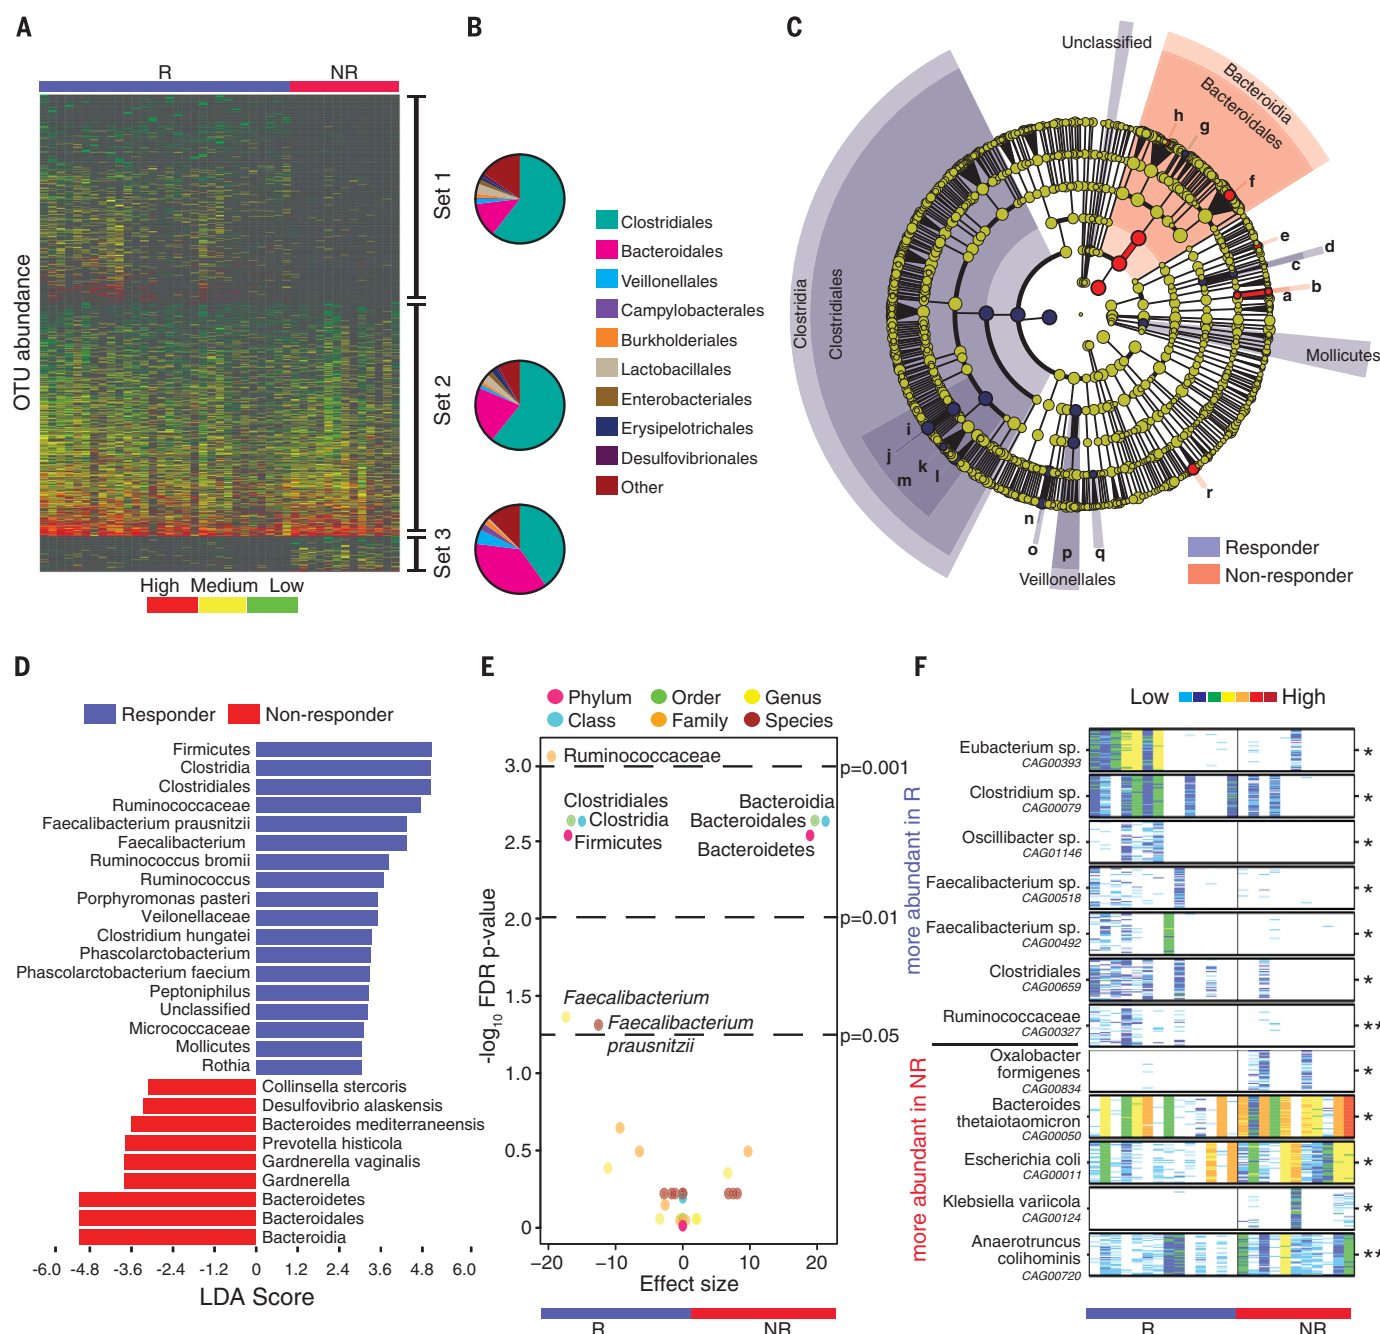 A
R
NR
OTU abundance
Set 1
Set 2
Set 3
High Medium Low
B
Clostridiales
Bacteroidales
Veillonellales
Campylobacterales
Burkholderiales
Lactobacillales
Enterobacteriales
Erysipelotrichales
Desulfovibrionales
Other
C
Unclassified
Bacteroidia
Bacteroidales
Clostridia
Clostridiales
h
g
f
e
d
c
b
a
Mollicutes
i
j
k
l
m
n
o
p
q
r
Veillonellales
Responder
Non-responder
D
Responder
Non-responder
Firmicutes
Clostridia
Clostridiales
Ruminococcaceae
Faecalibacterium prausnitzii
Faecalibacterium
Ruminococcus bromii
Ruminococcus
Porphyromonas pasteri
Veilonellaceae
Clostridium hungatei
Phascolarctobacterium
Phascolarctobacterium faecium
Peptoniphilus
Unclassified
Micrococcaceae
Mollicutes
Rothia
Collinsella stercoris
Desulfovibrio alaskensis
Bacteroides mediterraneensis
Prevotella histicola
Gardnerella vaginalis
Gardnerella
Bacteroidetes
Bacteroidales
Bacteroidia
-6.0 -4.8 -3.6 -2.4 -1.2 0 1.2 2.4 3.6 4.8 6.0
LDA Score
E
Phylum
Order
Genus
Class
Family
Species
-log10 FDR p-value
3.0
2.5
2.0
1.5
1.0
0.5
0
Ruminococcaceae
p=0.001
Clostridiales
Clostridia
Firmicutes
Bacteroidia
Bacteroidales
Bacteroidetes
p=0.01
Faecalibacterium
Faecalibacterium
prausnitzii
p=0.05
−20 −10 0 10 20
Effect size
R
NR
F
Low
High
more abundant in R
more abundant in NR
Eubacterium sp.
CAG00393
*
Clostridium sp.
CAG00079
*
Oscillibacter sp.
CAG01146
*
Faecalibacterium sp.
CAG00518
*
Faecalibacterium sp.
CAG00492
*
Clostridiales
CAG00659
*
Ruminococcaceae
CAG00327
**
Oxalobacter
formigenes
CAG00834
*
Bacteroides
thetaiotaomicron
CAG00050
*
Escherichia coli
CAG00011
*
Klebsiella variicola
CAG00124
*
Anaerotruncus
colihominis
CAG00720
**
R
NR